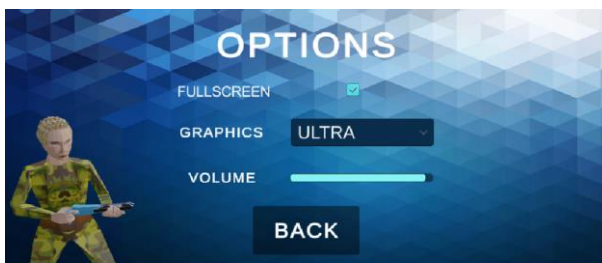 OPTIONS
FULLSCREEN
GRAPHICS ULTRA
VOLUME
BACK